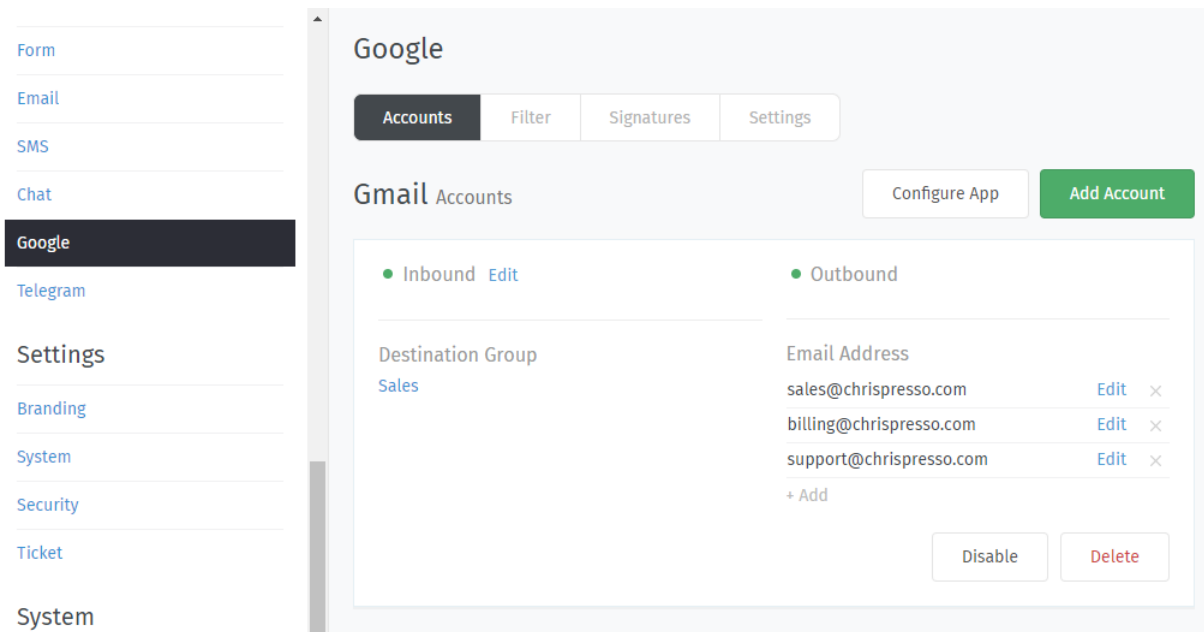 Form
Email
SMS
Chat
Google
Telegram
Settings
Branding
System
Security
Ticket
System
Google
Accounts Filter Signatures Settings
Gmail Accounts Configure App Add Account
Inbound Edit
Destination Group
Sales
Outbound
Email Address
sales@chrispresso.com Edit ×
billing@chrispresso.com Edit ×
support@chrispresso.com Edit ×
+ Add
Disable Delete